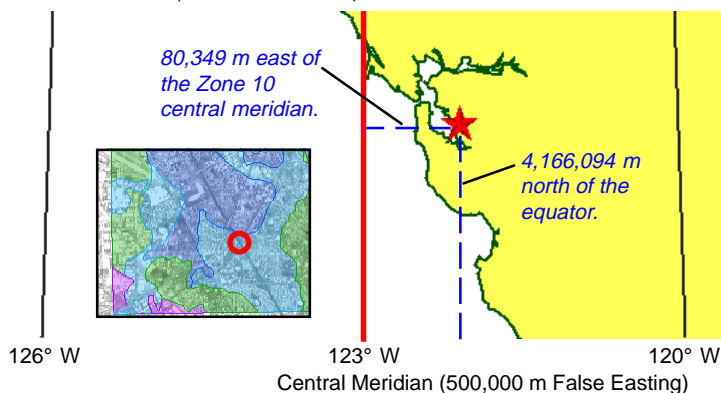 80,349 m east of
the Zone 10
central meridian.
4,166,094 m
north of the
equator.
126° W
123° W
120° W
Central Meridian (500,000 m False Easting)